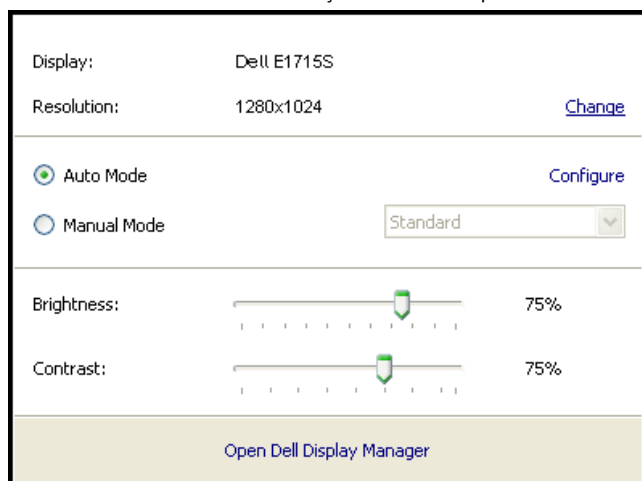 Display: Dell E1715S
Resolution: 1280x1024 Change
Auto Mode Configure
Manual Mode Standard
Brightness: 75%
Contrast: 75%
Open Dell Display Manager